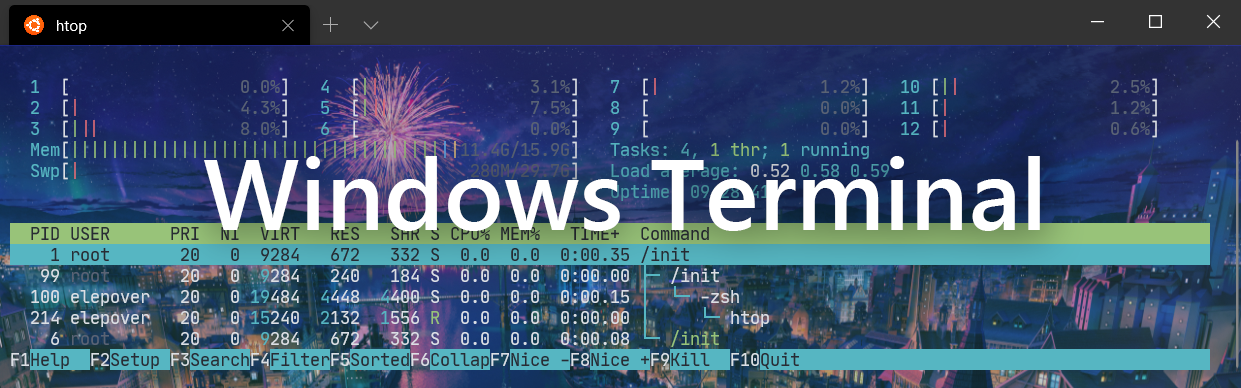 htop
1 [ 0.0%] 4 [|| 3.1%] 7 [| 1.2%] 10 [|| 2.5%]
2 [| 4.3%] 5 [|| 7.5%] 8 [ 0.0%] 11 [| 1.2%]
3 [||| 8.0%] 6 [ 0.0%] 9 [ 0.0%] 12 [| 0.6%]
Mem[|||||||||||||||||||||||||||||||||||||||11.4G/15.9G] Tasks: 4, 1 thr; 1 running
Swp[| 280M/29.7G] Load average: 0.52 0.58 0.59
Uptime:
Windows Terminal
PID USER PRI NI VIRT RES SHR S CPU% MEM% TIME+ Command
1 root 20 0 9284 672 332 S 0.0 0.0 0:00.35 /init
99 root 20 0 9284 240 184 S 0.0 0.0 0:00.00 ├─ /init
100 elepover 20 0 19484 4448 4400 S 0.0 0.0 0:00.15 │ └─ -zsh
214 elepover 20 0 15240 2132 1556 R 0.0 0.0 0:00.00 │ └─ htop
6 root 20 0 9284 672 332 S 0.0 0.0 0:00.08 └─ /init
F1Help F2Setup F3SearchF4FilterF5SortedF6CollapF7Nice -F8Nice +F9Kill F10Quit